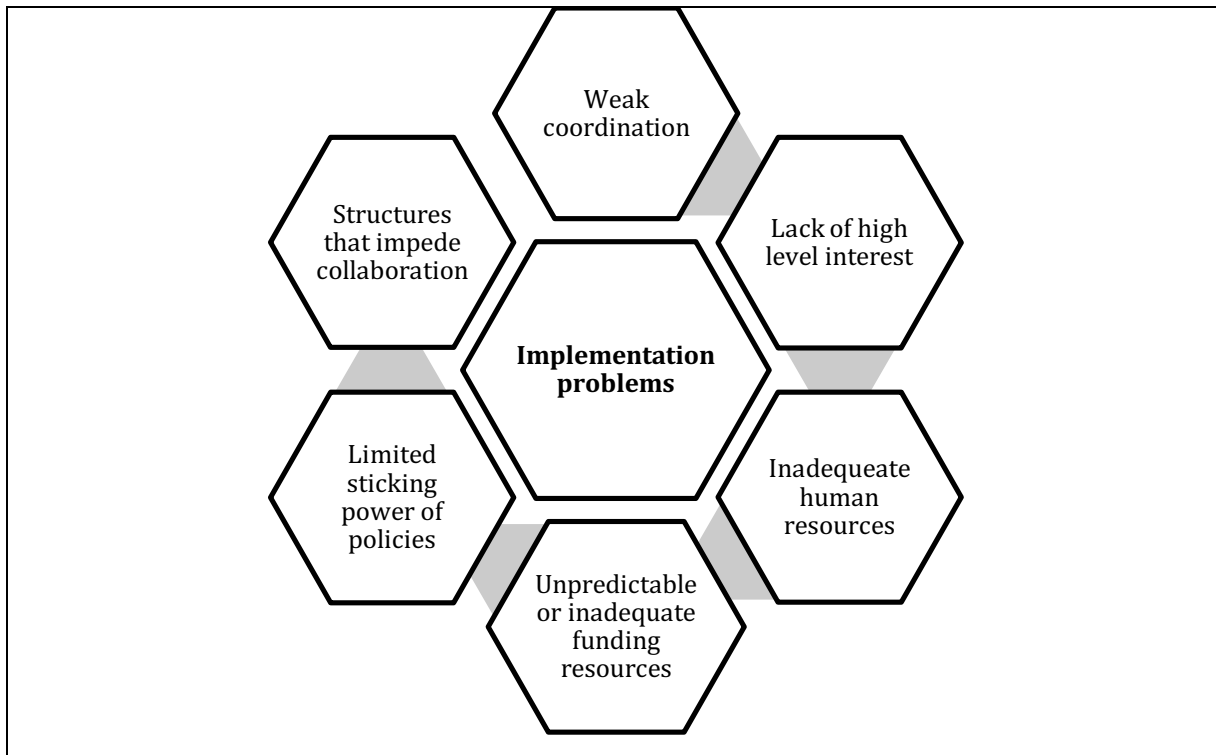 Weak
coordination
Structures
that impede
collaboration
Lack of high
level interest
Implementation
problems
Limited
sticking
power of
policies
Inadequeate
human
resources
Unpredictable
or inadequate
funding
resources